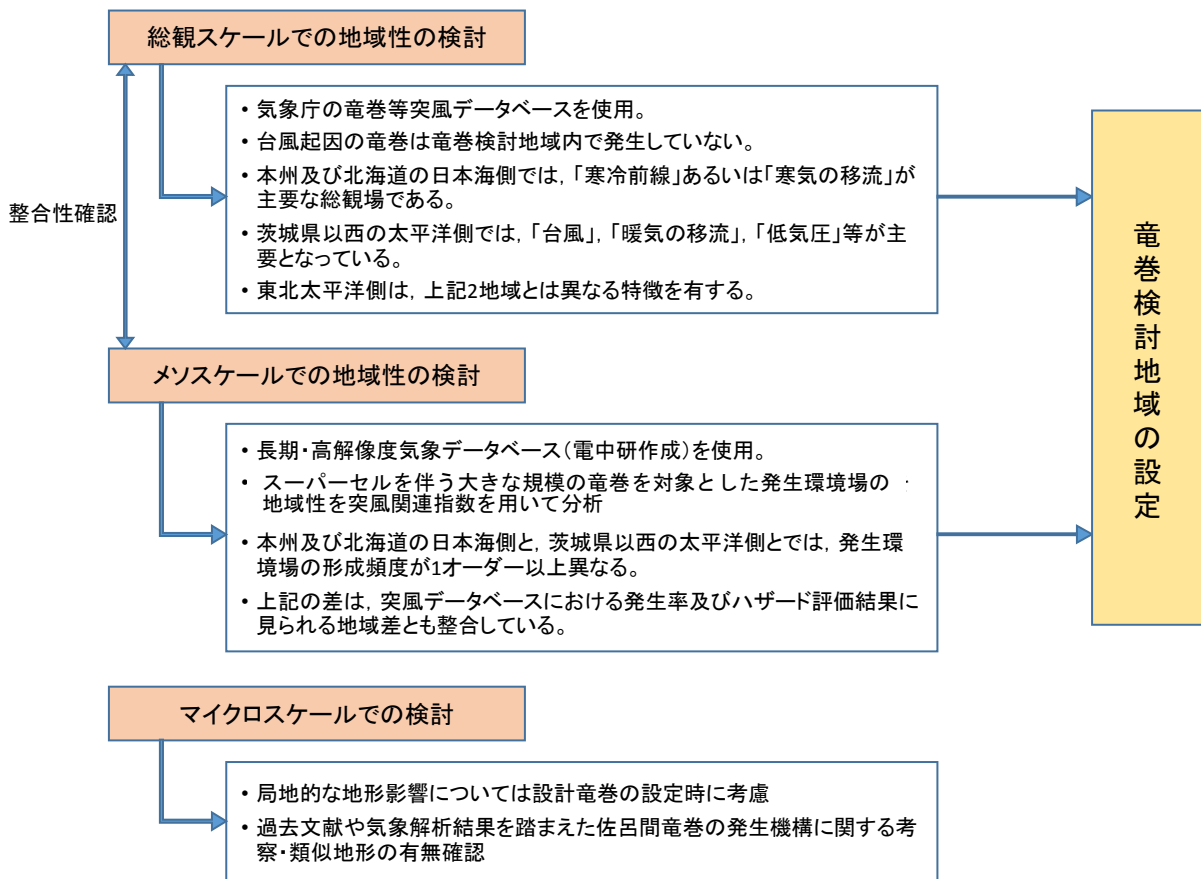 総観スケールでの地域性の検討
・気象庁の竜巻等突風データベースを使用。
・台風起因の竜巻は竜巻検討地域内で発生していない。
・本州及び北海道の日本海側では,「寒冷前線」あるいは「寒気の移流」が
主要な総観場である。
・茨城県以西の太平洋側では,「台風」,「暖気の移流」,「低気圧」等が主
要となっている。
・東北太平洋側は,上記2地域とは異なる特徴を有する。
整合性確認
メソスケールでの地域性の検討
・長期・高解像度気象データベース(電中研作成)を使用。
・スーパーセルを伴う大きな規模の竜巻を対象とした発生環境場の
地域性を突風関連指数を用いて分析
・本州及び北海道の日本海側と,茨城県以西の太平洋側とでは,発生環
境場の形成頻度が1オーダー以上異なる。
・上記の差は,突風データベースにおける発生率及びハザード評価結果に
見られる地域差とも整合している。
竜巻検討地域の設定
マイクロスケールでの検討
・局地的な地形影響については設計竜巻の設定時に考慮
・過去文献や気象解析結果を踏まえた佐呂間竜巻の発生機構に関する考
察・類似地形の有無確認